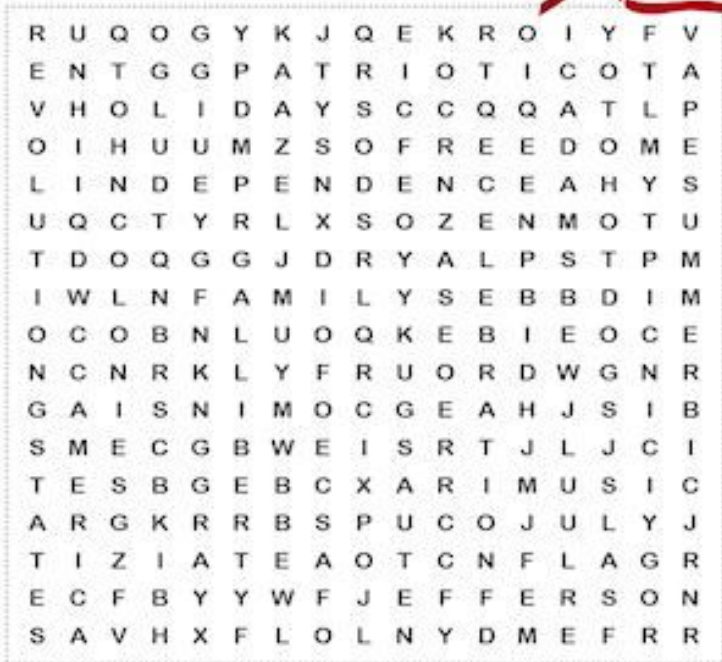 R U Q O G Y K J Q E K R O I Y F V
E N T G G P A T R I O T I C O T A
V H O L I D A Y S C C Q Q A T L P
O I H U U M Z S O F R E E D O M E
L I N D E P E N D E N C E A H Y S
U Q C T Y R L X S O Z E N M O T U
T D O Q G G J D R Y A L P S T P M
I W L N F A M I L Y S E B B D I M
O C O B N L U O Q K E B I E O C E
N C N R K L Y F R U O R D W G N R
G A I S N I M O C G E A H J S I B
S M E C G B W E I S R T J L J C I
T E S B G E B C X A R I M U S I C
A R G K R R B S P U C O J U L Y J
T I Z I A T E A O T C N F L A G R
E C F B Y Y W F J E F F E R S O N
S A V H X F L O L N Y D M E F R R